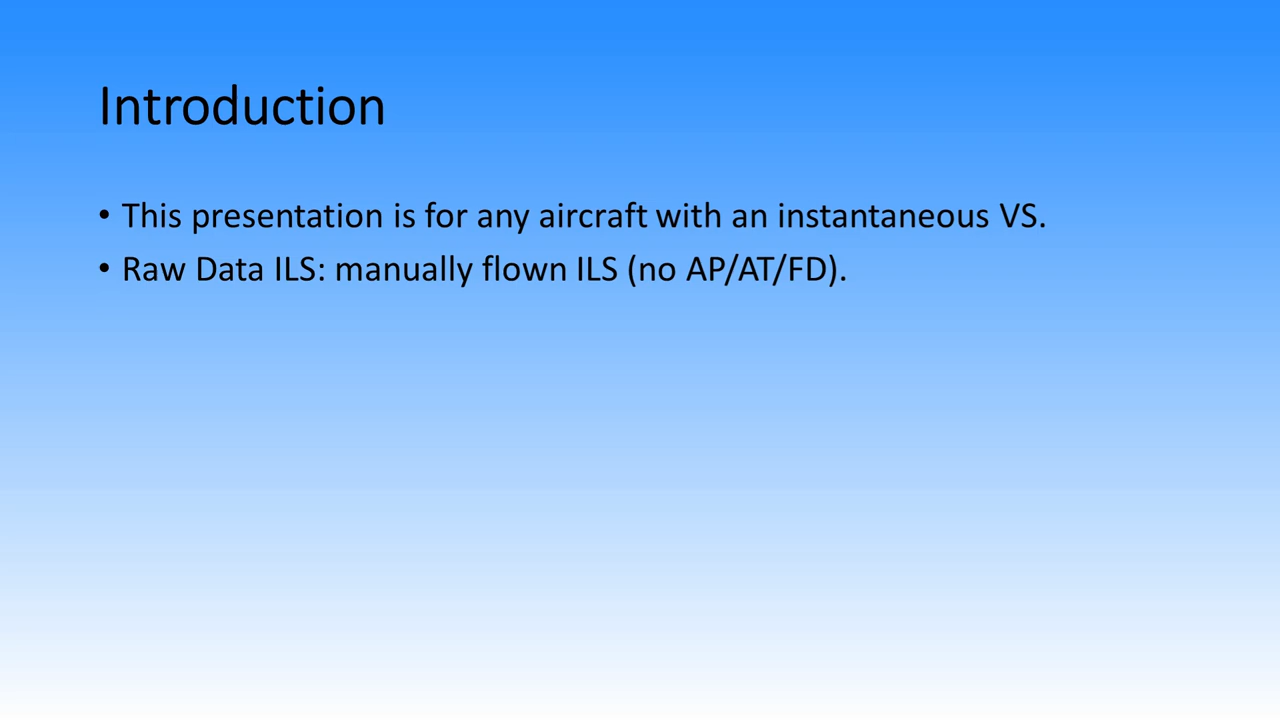 Introduction
• This presentation is for any aircraft with an instantaneous VS.
• Raw Data ILS: manually flown ILS (no AP/AT/FD).